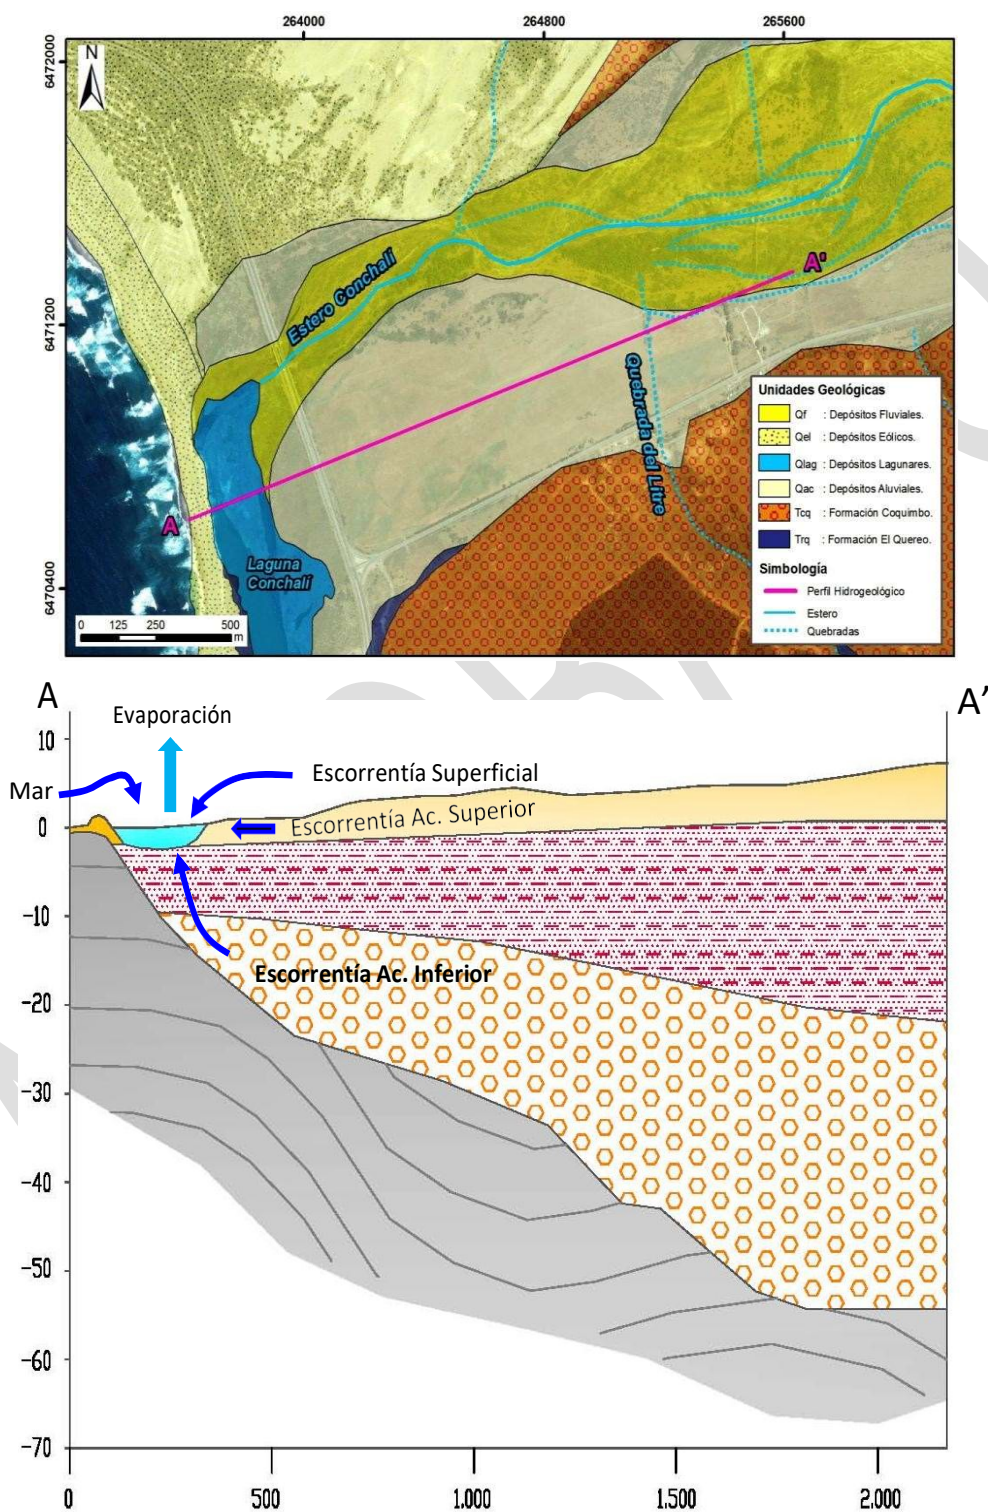 264000
264800
265600
6472000
6471200
6470400
N
A'
Estero Conchalí
Quebrada del Litre
A
Laguna
Conchalí
0 125 250 500
m
Unidades Geológicas
Qf : Depósitos Fluviales.
Qel : Depósitos Eólicos.
Qlag : Depósitos Lagunares.
Qac : Depósitos Aluviales.
Tcq : Formación Coquimbo.
Trq : Formación El Quereo.
Simbología
Perfil Hidrogeológico
Estero
Quebradas
A
A'
Evaporación
Mar
Escorrentía Superficial
Escorrentía Ac. Superior
Escorrentía Ac. Inferior
10
0
-10
-20
-30
-40
-50
-60
-70
0
500
1.000
1.500
2.000